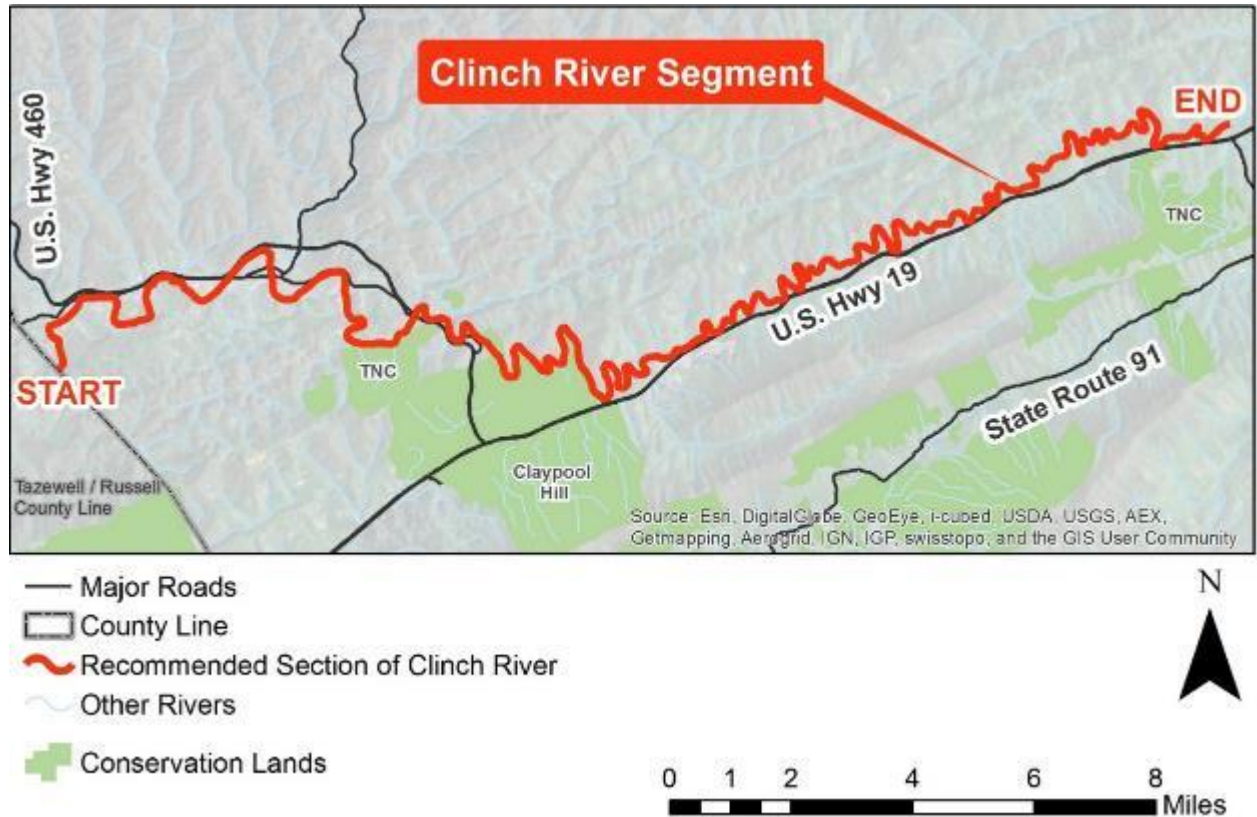 Clinch River Segment
END
U.S. Hwy 460
TNC
U.S. Hwy 19
TNC
START
State Route 91
Claypool
Hill
Tazewell / Russell
County Line
Source: Esri, DigitalGlobe, GeoEye, i-cubed, USDA, USGS, AEX,
Getmapping, Aerogrid, IGN, IGP, swisstopo, and the GIS User Community
Major Roads
County Line
Recommended Section of Clinch River
Other Rivers
Conservation Lands
N
0 1 2 4 6 8
Miles